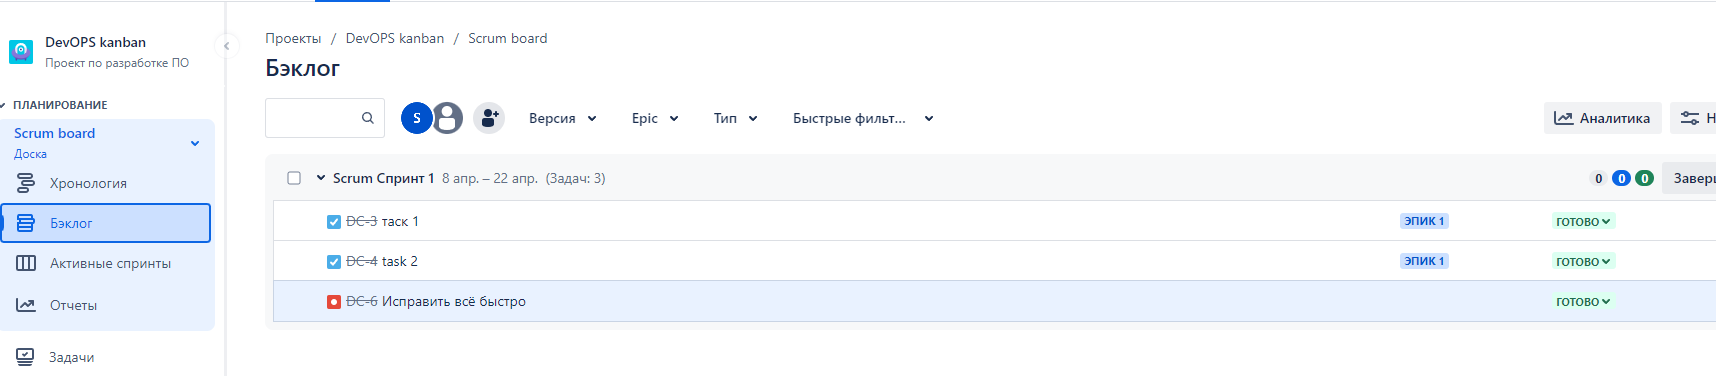 DevOPS kanban
Проект по разработке ПО
ПЛАНИРОВАНИЕ
Scrum board
Доска
Хронология
Бэклог
Активные спринты
Отчеты
Задачи
Проекты / DevOPS kanban / Scrum board
Бэклог
S Версия Epic Тип Быстрые фильт... Аналитика Н
Scrum Спринт 1 8 апр. – 22 апр. (Задач: 3) 0 0 0 Завер
DC-3 таск 1 ЭПИК 1 ГОТОВО
DC-4 task 2 ЭПИК 1 ГОТОВО
DC-6 Исправить всё быстро ГОТОВО